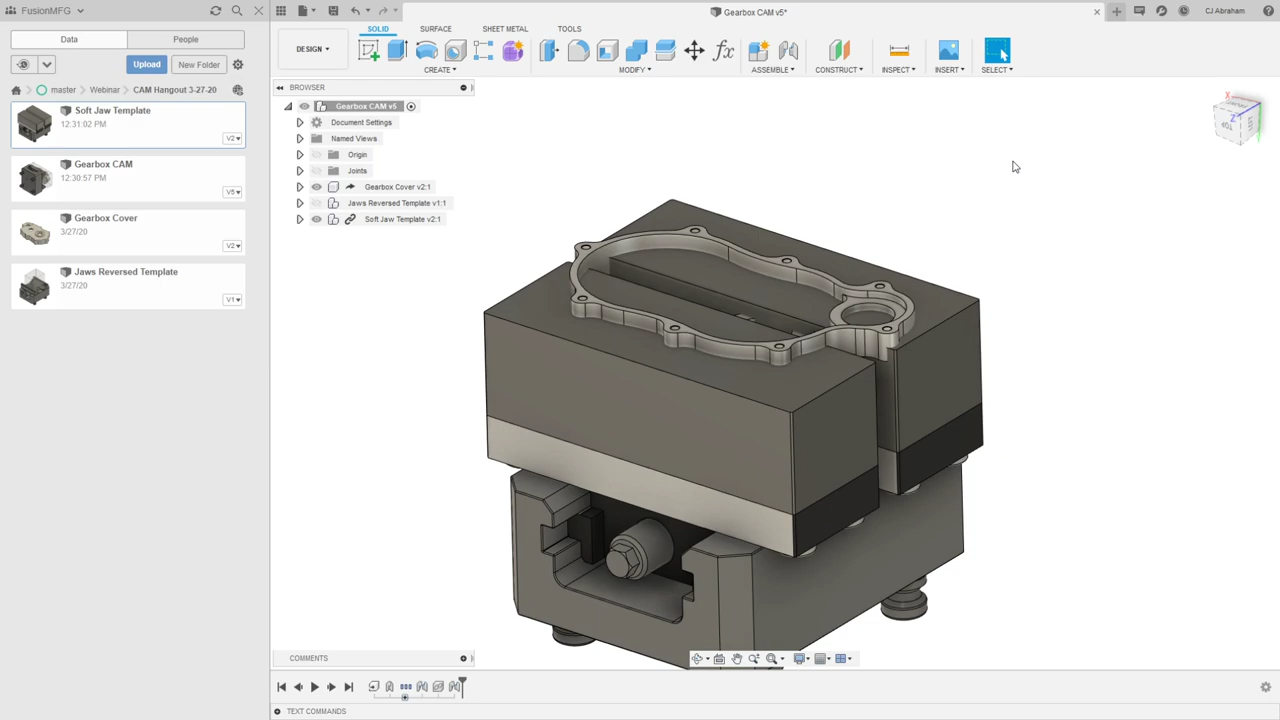 FusionMFG
Gearbox CAM v5*
CJ Abraham
Data
People
SOLID
SURFACE
SHEET METAL
TOOLS
DESIGN
Upload
New Folder
CREATE
MODIFY
ASSEMBLE
CONSTRUCT
INSPECT
INSERT
SELECT
master
Webinar
CAM Hangout 3-27-20
BROWSER
Soft Jaw Template
12:31:02 PM
V2
Gearbox CAM
12:30:57 PM
V5
Gearbox Cover
3/27/20
V2
Jaws Reversed Template
3/27/20
V1
Gearbox CAM v5
Document Settings
Named Views
Origin
Joints
Gearbox Cover v2:1
Jaws Reversed Template v1:1
Soft Jaw Template v2:1
X
Z
TOP
COMMENTS
TEXT COMMANDS